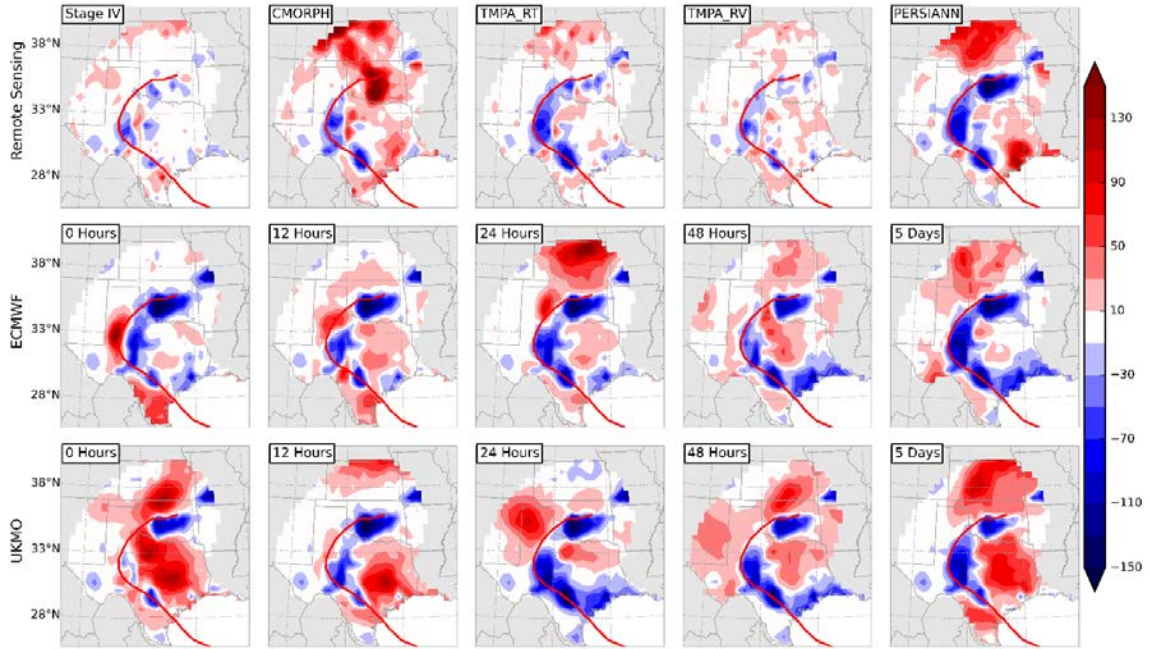 Stage IV
CMORPH
TMPA_RT
TMPA_RV
PERSIANN
38°N
33°N
28°N
Remote Sensing
0 Hours
12 Hours
24 Hours
48 Hours
5 Days
38°N
33°N
28°N
ECMWF
0 Hours
12 Hours
24 Hours
48 Hours
5 Days
38°N
33°N
28°N
UKMO
130
90
50
10
−30
−70
−110
−150